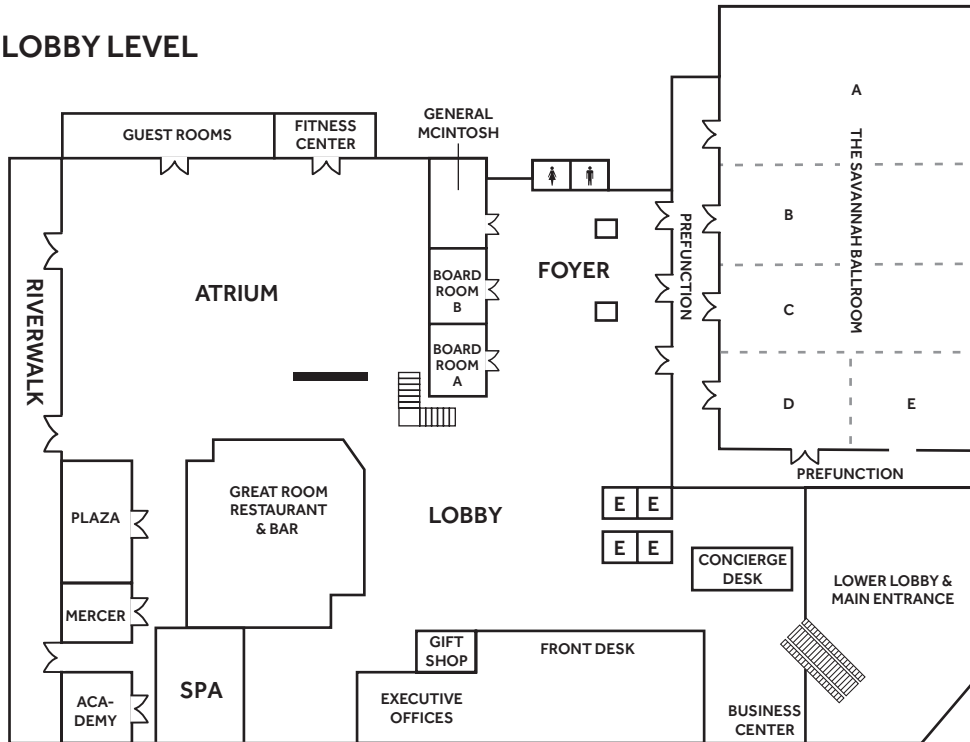 LOBBY LEVEL
GUEST ROOMS
FITNESS
CENTER
GENERAL
MCINTOSH
A
THE SAVANNAH BALLROOM
B
C
D
E
PREFUNCTION
PREFUNCTION
FOYER
BOARD
ROOM
B
BOARD
ROOM
A
ATRIUM
RIVERWALK
PLAZA
MERCER
ACA-
DEMY
GREAT ROOM
RESTAURANT
& BAR
LOBBY
E E
E E
CONCIERGE
DESK
LOWER LOBBY &
MAIN ENTRANCE
SPA
GIFT
SHOP
FRONT DESK
EXECUTIVE
OFFICES
BUSINESS
CENTER